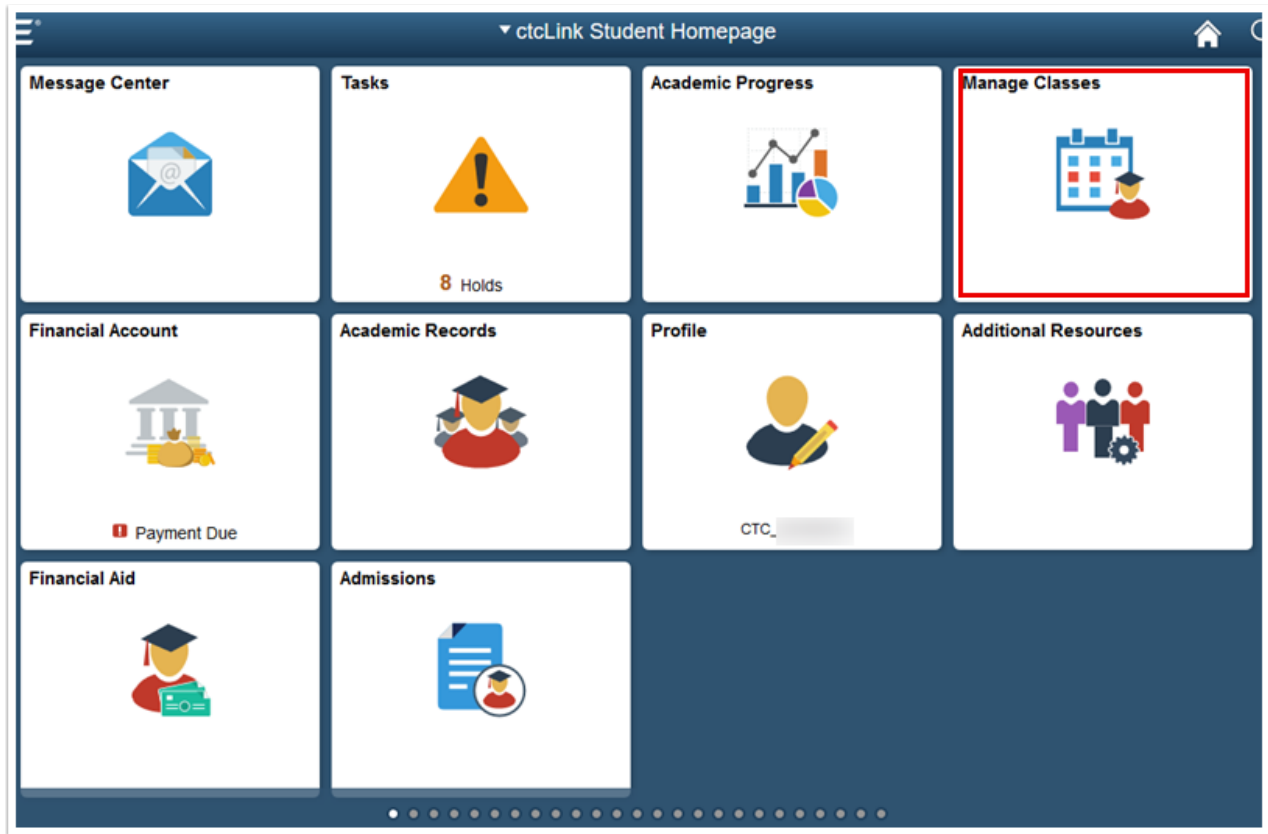 ▾ ctcLink Student Homepage
Message Center
Tasks
Academic Progress
Manage Classes
@
8 Holds
Financial Account
Academic Records
Profile
Additional Resources
! Payment Due
CTC_
Financial Aid
Admissions